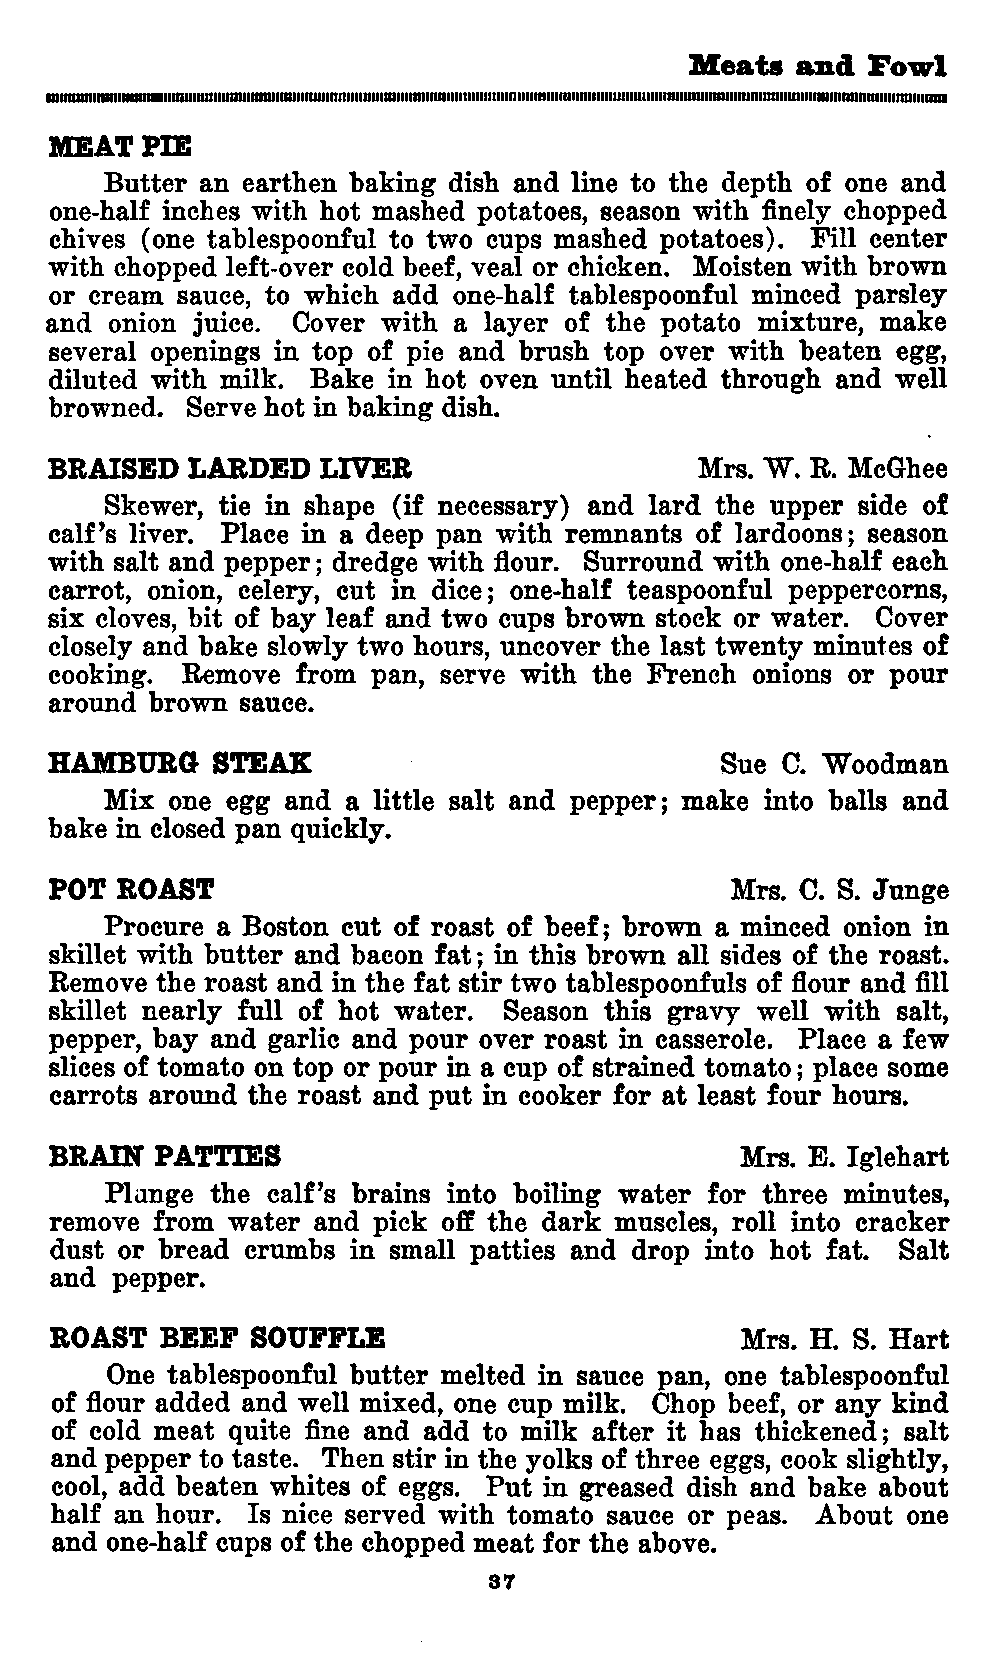 Meats and Fowl
MEAT PIE
Butter an earthen baking dish and line to the depth of one and
one-half inches with hot mashed potatoes, season with finely chopped
chives (one tablespoonful to two cups mashed potatoes). Fill center
with chopped left-over cold beef, veal or chicken. Moisten with brown
or cream sauce, to which add one-half tablespoonful minced parsley
and onion juice. Cover with a layer of the potato mixture, make
several openings in top of pie and brush top over with beaten egg,
diluted with milk. Bake in hot oven until heated through and well
browned. Serve hot in baking dish.
BRAISED LARDED LIVER Mrs. W. R. McGhee
Skewer, tie in shape (if necessary) and lard the upper side of
calf's liver. Place in a deep pan with remnants of lardoons; season
with salt and pepper; dredge with flour. Surround with one-half each
carrot, onion, celery, cut in dice; one-half teaspoonful peppercorns,
six cloves, bit of bay leaf and two cups brown stock or water. Cover
closely and bake slowly two hours, uncover the last twenty minutes of
cooking. Remove from pan, serve with the French onions or pour
around brown sauce.
HAMBURG STEAK Sue C. Woodman
Mix one egg and a little salt and pepper; make into balls and
bake in closed pan quickly.
POT ROAST Mrs. C. S. Junge
Procure a Boston cut of roast of beef; brown a minced onion in
skillet with butter and bacon fat; in this brown all sides of the roast.
Remove the roast and in the fat stir two tablespoonfuls of flour and fill
skillet nearly full of hot water. Season this gravy well with salt,
pepper, bay and garlic and pour over roast in casserole. Place a few
slices of tomato on top or pour in a cup of strained tomato; place some
carrots around the roast and put in cooker for at least four hours.
BRAIN PATTIES Mrs. E. Iglehart
Plunge the calf's brains into boiling water for three minutes,
remove from water and pick off the dark muscles, roll into cracker
dust or bread crumbs in small patties and drop into hot fat. Salt
and pepper.
ROAST BEEF SOUFFLE Mrs. H. S. Hart
One tablespoonful butter melted in sauce pan, one tablespoonful
of flour added and well mixed, one cup milk. Chop beef, or any kind
of cold meat quite fine and add to milk after it has thickened; salt
and pepper to taste. Then stir in the yolks of three eggs, cook slightly,
cool, add beaten whites of eggs. Put in greased dish and bake about
half an hour. Is nice served with tomato sauce or peas. About one
and one-half cups of the chopped meat for the above.
37